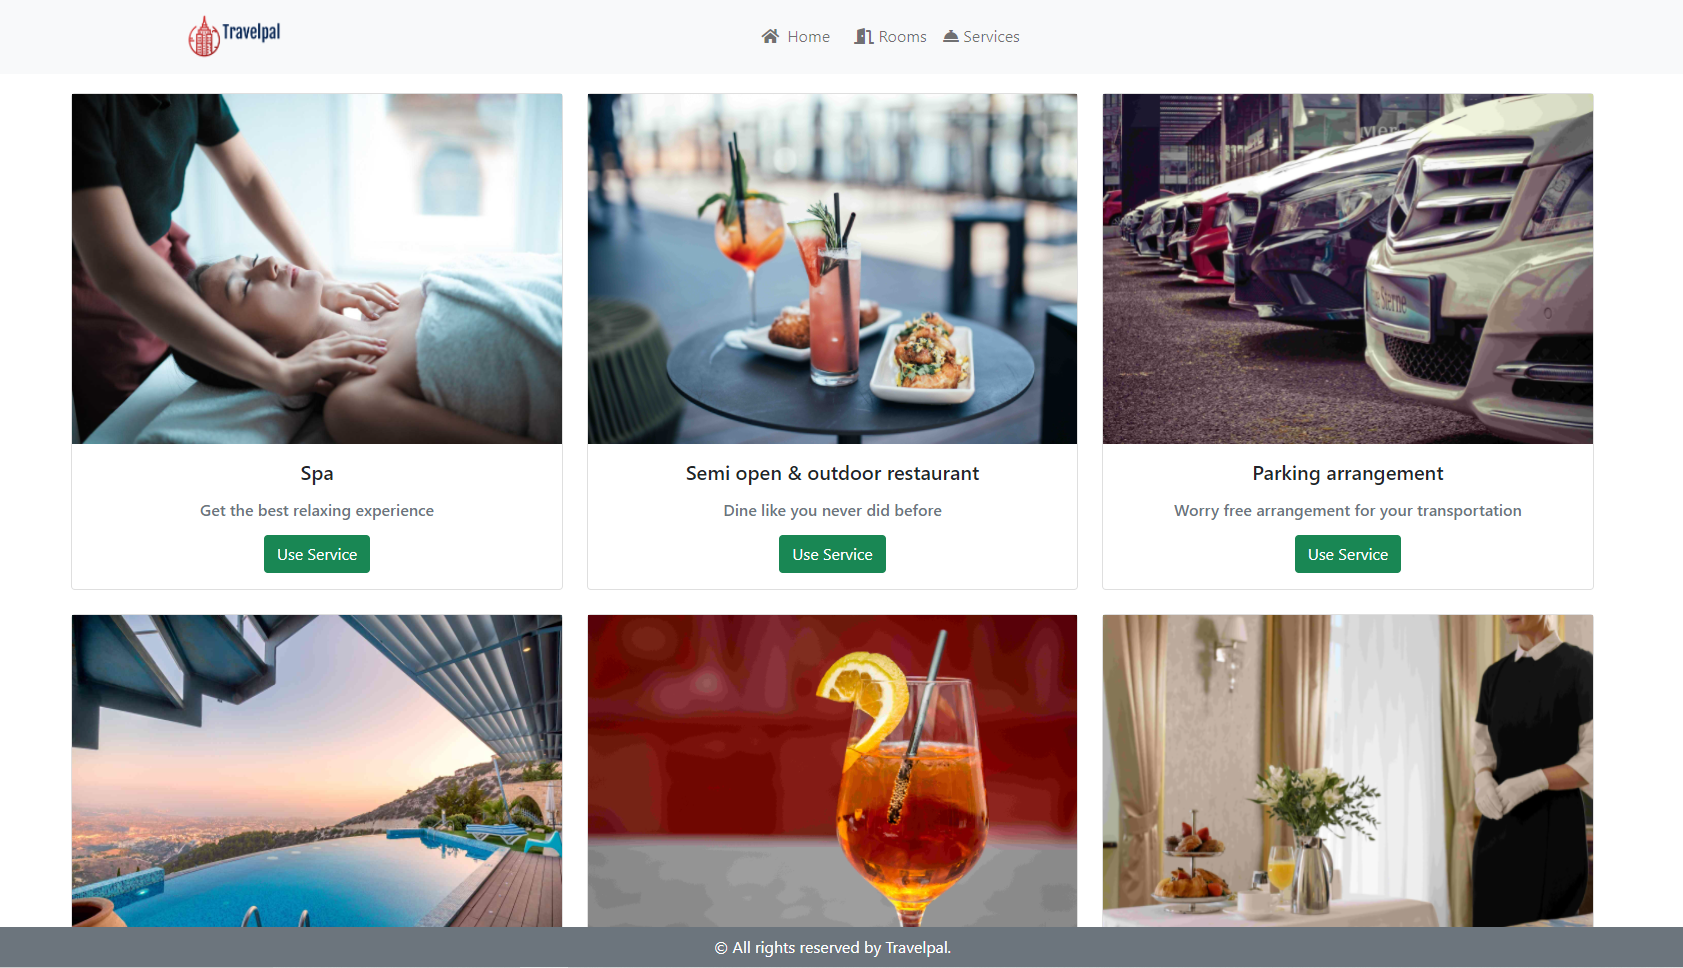 Travelpal
Home Rooms Services
Mer
Sterne
Spa
Get the best relaxing experience
Use Service
Semi open & outdoor restaurant
Dine like you never did before
Use Service
Parking arrangement
Worry free arrangement for your transportation
Use Service
© All rights reserved by Travelpal.